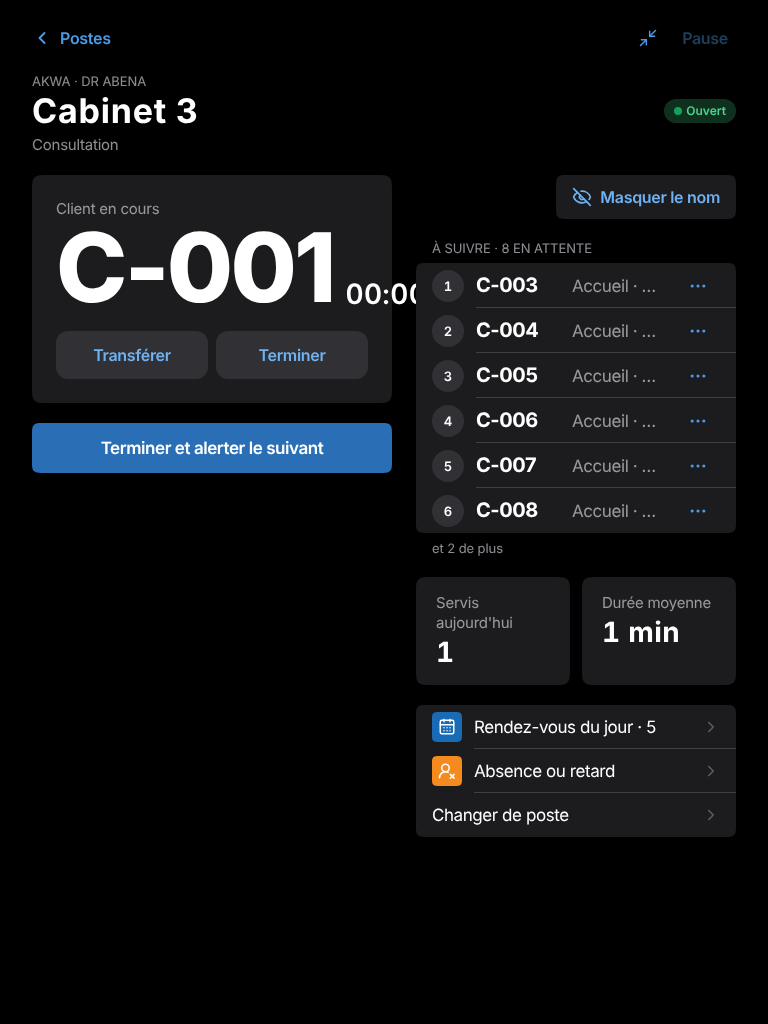 Postes
Pause
AKWA · DR ABENA
Cabinet 3
Ouvert
Consultation
Client en cours
C-001 00:00
Transférer
Terminer
Terminer et alerter le suivant
Masquer le nom
À SUIVRE · 8 EN ATTENTE
1 C-003 Accueil · ...
2 C-004 Accueil · ...
3 C-005 Accueil · ...
4 C-006 Accueil · ...
5 C-007 Accueil · ...
6 C-008 Accueil · ...
et 2 de plus
Servis
aujourd'hui
1
Durée moyenne
1 min
Rendez-vous du jour · 5
Absence ou retard
Changer de poste